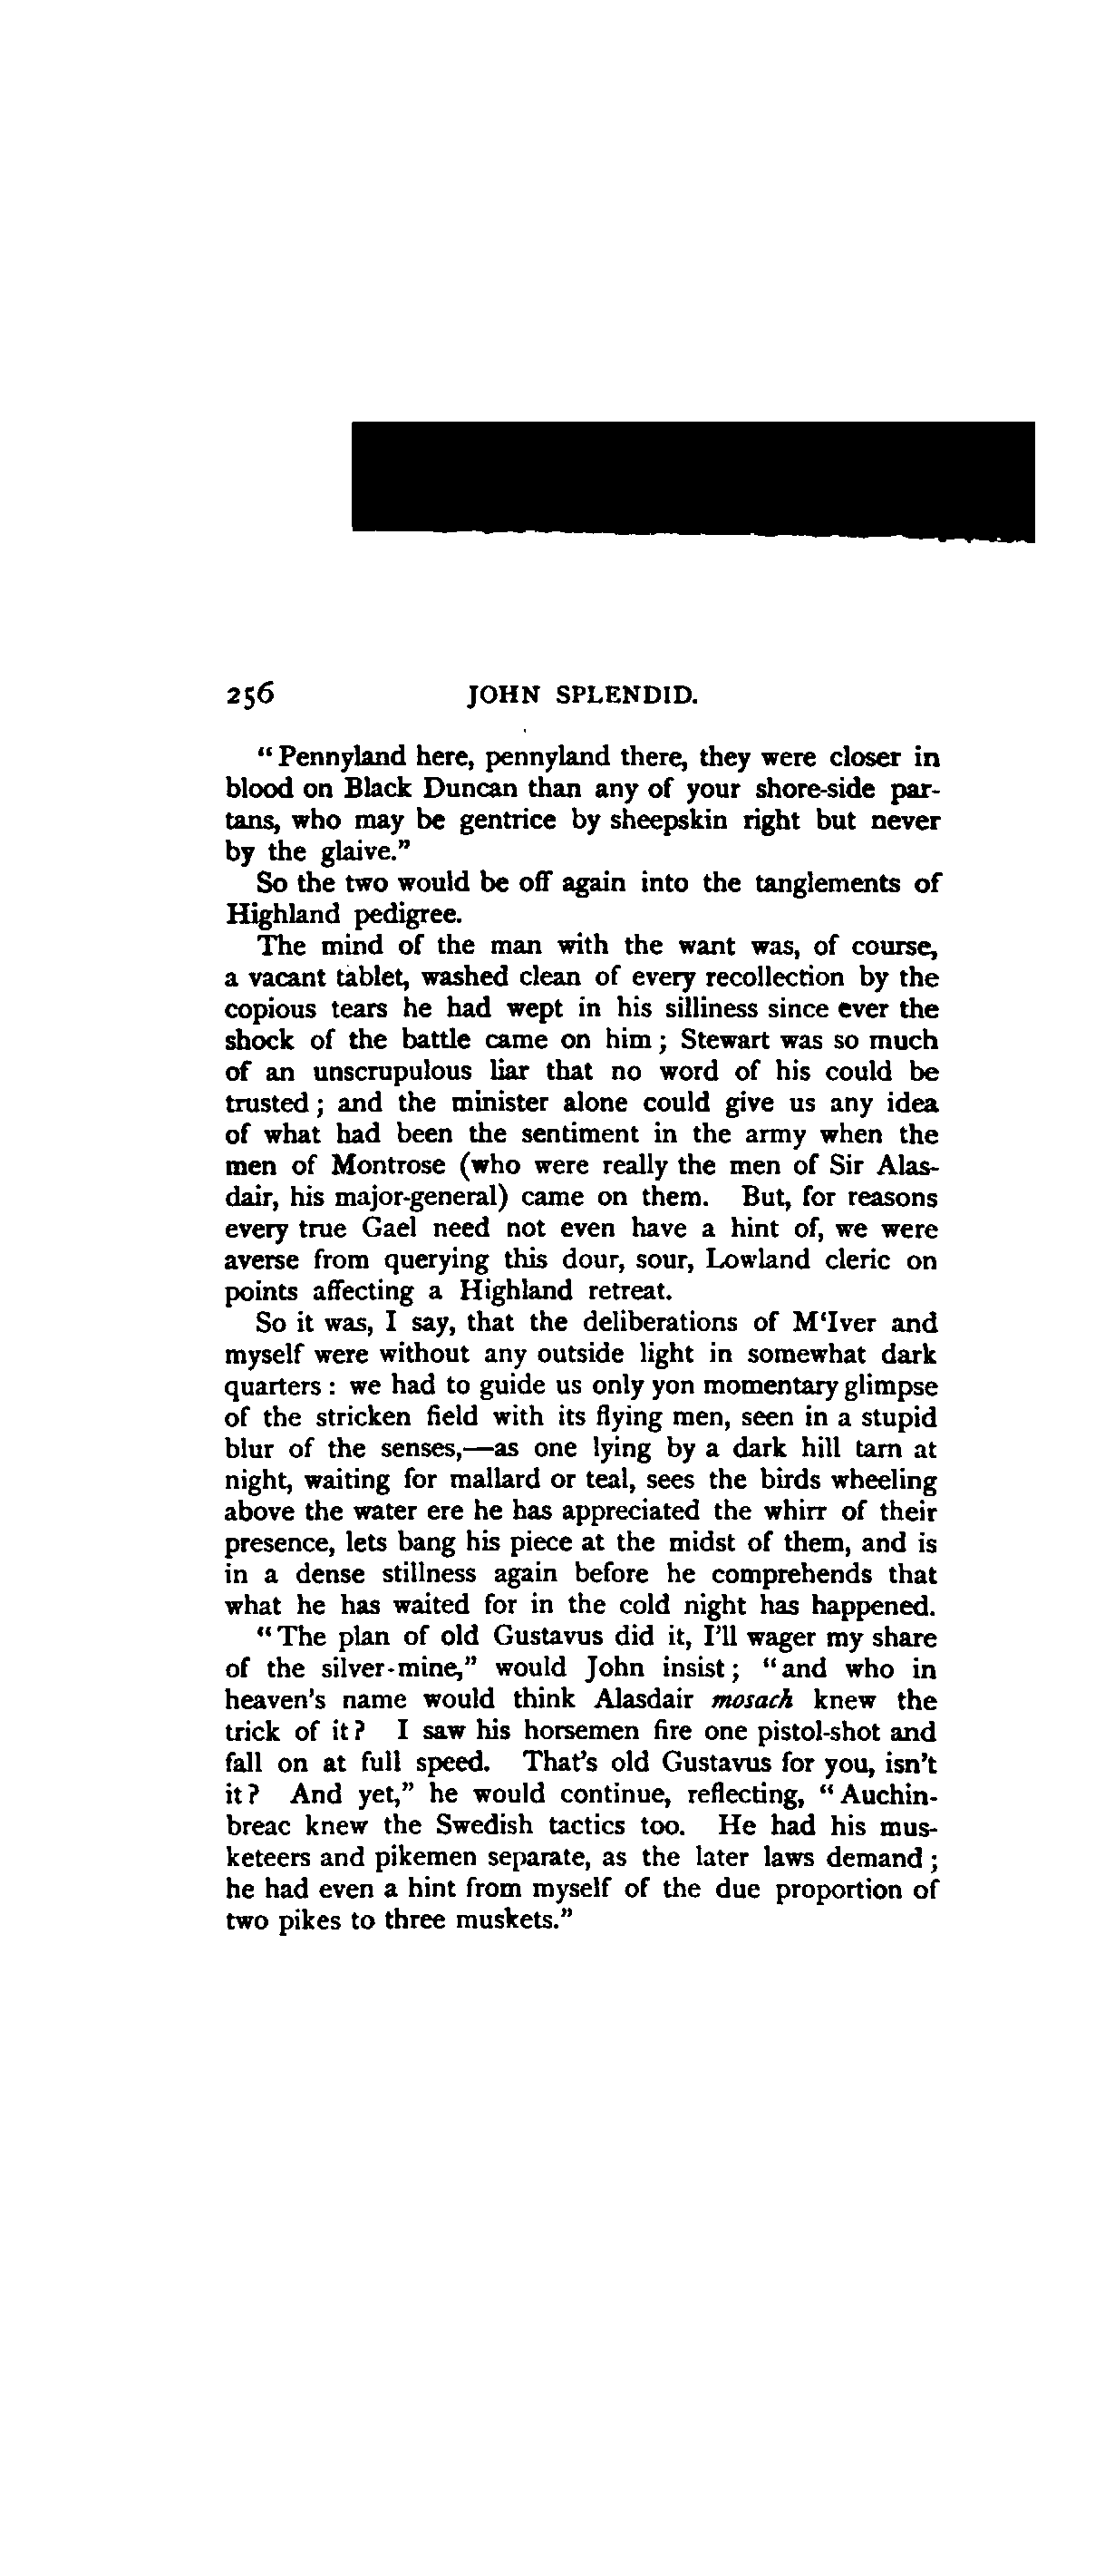 256 JOHN SPLENDID.
“Pennyland here, pennyland there, they were closer in
blood on Black Duncan than any of your shore-side par-
tans, who may be gentrice by sheepskin right but never
by the glaive.”
So the two would be off again into the tanglements of
Highland pedigree.
The mind of the man with the want was, of course,
a vacant tablet, washed clean of every recollection by the
copious tears he had wept in his silliness since ever the
shock of the battle came on him; Stewart was so much
of an unscrupulous liar that no word of his could be
trusted; and the minister alone could give us any idea
of what had been the sentiment in the army when the
men of Montrose (who were really the men of Sir Alas-
dair, his major-general) came on them. But, for reasons
every true Gael need not even have a hint of, we were
averse from querying this dour, sour, Lowland cleric on
points affecting a Highland retreat.
So it was, I say, that the deliberations of M‘Iver and
myself were without any outside light in somewhat dark
quarters: we had to guide us only yon momentary glimpse
of the stricken field with its flying men, seen in a stupid
blur of the senses,—as one lying by a dark hill tarn at
night, waiting for mallard or teal, sees the birds wheeling
above the water ere he has appreciated the whirr of their
presence, lets bang his piece at the midst of them, and is
in a dense stillness again before he comprehends that
what he has waited for in the cold night has happened.
“The plan of old Gustavus did it, I’ll wager my share
of the silver-mine,” would John insist; “and who in
heaven’s name would think Alasdair mosach knew the
trick of it? I saw his horsemen fire one pistol-shot and
fall on at full speed. That’s old Gustavus for you, isn’t
it? And yet,” he would continue, reflecting, “Auchin-
breac knew the Swedish tactics too. He had his mus-
keteers and pikemen separate, as the later laws demand;
he had even a hint from myself of the due proportion of
two pikes to three muskets.”